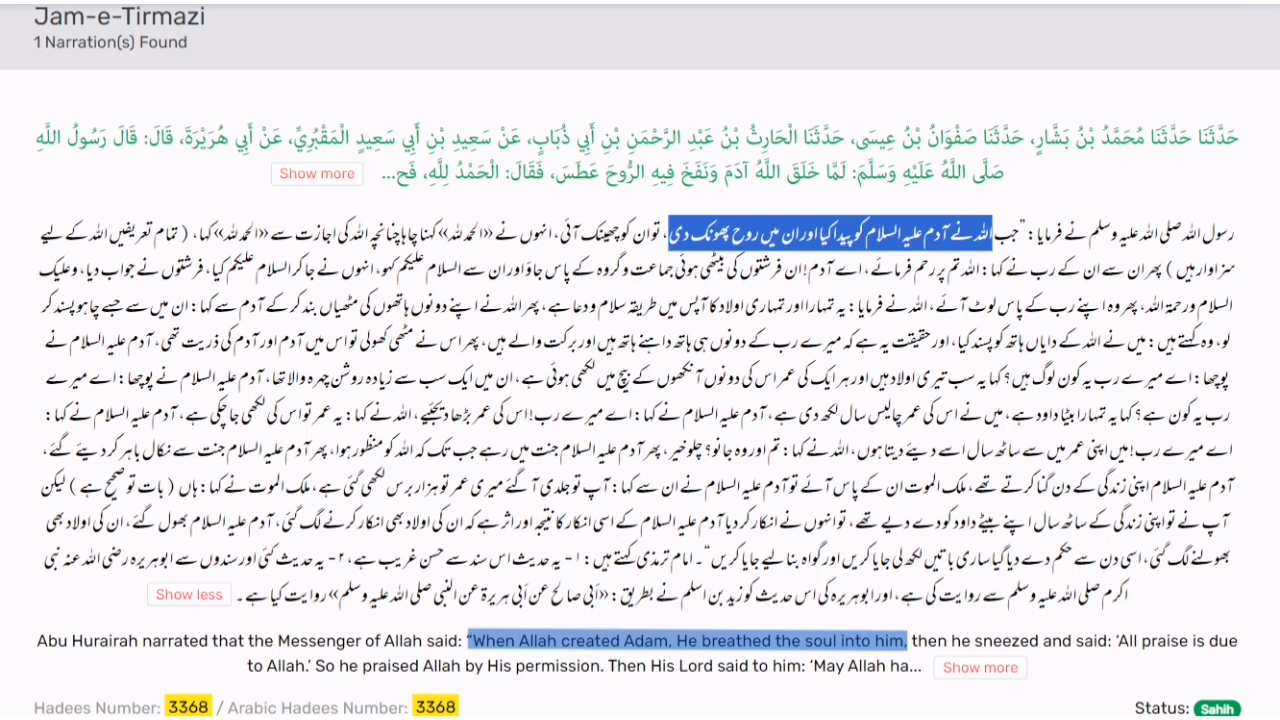 Jam-e-Tirmazi
1 Narration(s) Found
حَدَّثَنَا حَدَّثَنَا مُحَمَّدُ بْنُ بَشَّارٍ، حَدَّثَنَا صَفْوَانُ بْنُ عِيسَى، حَدَّثَنَا الْحَارِثُ بْنُ عَبْدِ الرَّحْمَنِ بْنِ أَبِي ذُبَابٍ، عَنْ سَعِيدِ بْنِ أَبِي سَعِيدٍ الْمَقْبُرِيِّ، عَنْ أَبِي هُرَيْرَةَ، قَالَ: قَالَ رَسُولُ اللَّهِ
صَلَّى اللَّهُ عَلَيْهِ وَسَلَّمَ: لَمَّا خَلَقَ اللَّهُ آدَمَ وَنَفَخَ فِيهِ الرُّوحَ عَطَسَ، فَقَالَ: الْحَمْدُ لِلَّهِ، فَح... Show more
رسول اللہ صلی اللہ علیہ وسلم نے فرمایا: ”جب اللہ نے آدم علیہ السلام کو پیدا کیا اور ان میں روح پھونک دی، تو ان کو چھینک آئی، انہوں نے «الحمد للہ» کہنا چاہا چنانچہ اللہ کی اجازت سے «الحمد للہ» کہا، ( تمام تعریفیں اللہ کے لیے
سزاوار ہیں ) پھر ان سے ان کے رب نے کہا: اللہ تم پر رحم فرمائے، اے آدم! ان فرشتوں کی بیٹھی ہوئی جماعت و گروہ کے پاس جاؤ اور ان سے السلام علیکم کہو، انہوں نے جا کر السلام علیکم کیا، فرشتوں نے جواب دیا، وعلیک
السلام ورحمۃ اللہ، پھر وہ اپنے رب کے پاس لوٹ آئے، اللہ نے فرمایا: یہ تمہارا اور تمہاری اولاد کا آپس میں طریقہ سلام و دعا ہے، پھر اللہ نے اپنے دونوں ہاتھوں کی مٹھیاں بند کر کے آدم سے کہا: ان میں سے جسے چاہو پسند کر
لو، وہ کہتے ہیں: میں نے اللہ کے دایاں ہاتھ کو پسند کیا، اور حقیقت یہ ہے کہ میرے رب کے دونوں ہی ہاتھ داہنے ہاتھ ہیں اور برکت والے ہیں، پھر اس نے مٹھی کھولی تو اس میں آدم اور آدم کی ذریت تھی، آدم علیہ السلام نے
پوچھا: اے میرے رب یہ کون لوگ ہیں؟ کہا یہ سب تیری اولاد ہیں اور ہر ایک کی عمر اس کی دونوں آنکھوں کے بیچ میں لکھی ہوئی ہے، ان میں ایک سب سے زیادہ روشن چہرہ والا تھا، آدم علیہ السلام نے پوچھا: اے میرے
رب یہ کون ہے؟ کہا یہ تمہارا بیٹا داود ہے، میں نے اس کی عمر چالیس سال لکھ دی ہے، آدم علیہ السلام نے کہا: اے میرے رب! اس کی عمر بڑھا دیجئیے، اللہ نے کہا: یہ عمر تو اس کی لکھی جا چکی ہے، آدم علیہ السلام نے کہا:
اے میرے رب! میں اپنی عمر میں سے ساٹھ سال اسے دیئے دیتا ہوں، اللہ نے کہا: تم اور وہ جانو؟ چلو خیر، پھر آدم علیہ السلام جنت میں رہے جب تک کہ اللہ کو منظور ہوا، پھر آدم علیہ السلام جنت سے نکال باہر کر دیئے گئے،
آدم علیہ السلام اپنی زندگی کے دن گنا کرتے تھے، ملک الموت ان کے پاس آئے تو آدم علیہ السلام نے ان سے کہا: آپ تو جلدی آ گئے میری عمر تو ہزار برس لکھی گئی ہے، ملک الموت نے کہا: ہاں ( بات تو صحیح ہے ) لیکن
آپ نے تو اپنی زندگی کے ساٹھ سال اپنے بیٹے داود کو دے دیے تھے، تو انہوں نے انکار کر دیا آدم علیہ السلام کے اسی انکار کا نتیجہ اور اثر ہے کہ ان کی اولاد بھی انکار کرنے لگ گئی، آدم علیہ السلام بھول گئے، ان کی اولاد بھی
بھولنے لگ گئی، اسی دن سے حکم دے دیا گیا ساری باتیں لکھ لی جایا کریں اور گواہ بنا لیے جایا کریں“۔ امام ترمذی کہتے ہیں: ۱- یہ حدیث اس سند سے حسن غریب ہے، ۲- یہ حدیث کئی اور سندوں سے ابوہریرہ رضی اللہ عنہ نبی
اکرم صلی اللہ علیہ وسلم سے روایت کی ہے، اور ابوہریرہ کی اس حدیث کو زید بن اسلم نے بطریق: «أبي صالح عن أبي هريرة عن النبي صلى الله عليه وسلم» روایت کیا ہے۔ Show less
Abu Hurairah narrated that the Messenger of Allah said: “When Allah created Adam, He breathed the soul into him, then he sneezed and said: ‘All praise is due
to Allah.’ So he praised Allah by His permission. Then His Lord said to him: ‘May Allah ha... Show more
Hadees Number: 3368 / Arabic Hadees Number: 3368 Status: Sahih